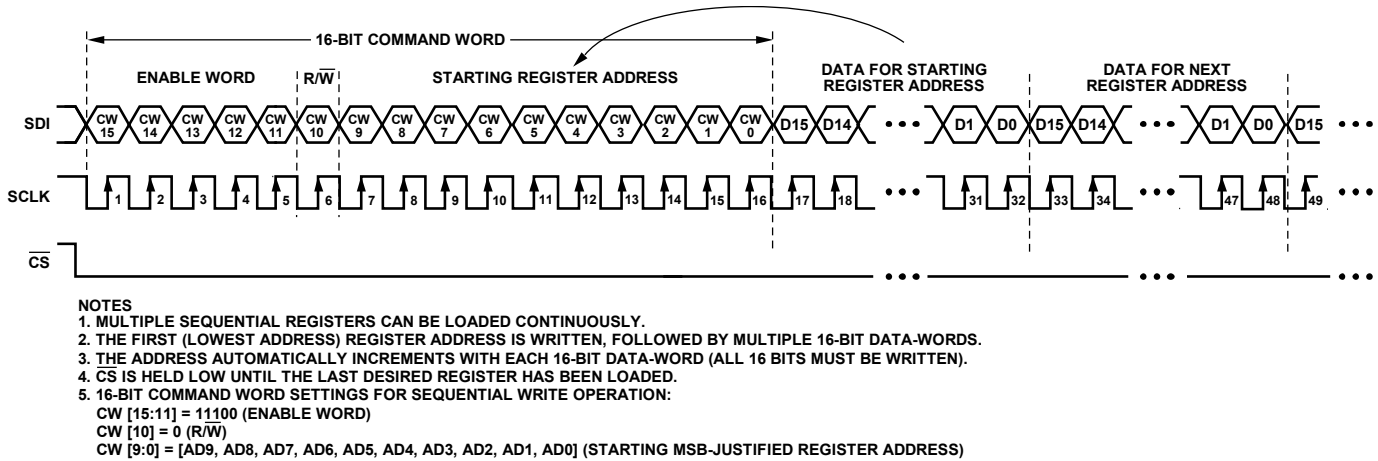 16-BIT COMMAND WORD
ENABLE WORD R/W̅ STARTING REGISTER ADDRESS DATA FOR STARTING REGISTER ADDRESS DATA FOR NEXT REGISTER ADDRESS
SDI CW 15 CW 14 CW 13 CW 12 CW 11 CW 10 CW 9 CW 8 CW 7 CW 6 CW 5 CW 4 CW 3 CW 2 CW 1 CW 0 D15 D14 ••• D1 D0 D15 D14 ••• D1 D0 D15 •••
SCLK 1 2 3 4 5 6 7 8 9 10 11 12 13 14 15 16 17 18 ••• 31 32 33 34 ••• 47 48 49 •••
C̅S̅ ••• ••• •••
NOTES
1. MULTIPLE SEQUENTIAL REGISTERS CAN BE LOADED CONTINUOUSLY.
2. THE FIRST (LOWEST ADDRESS) REGISTER ADDRESS IS WRITTEN, FOLLOWED BY MULTIPLE 16-BIT DATA-WORDS.
3. THE ADDRESS AUTOMATICALLY INCREMENTS WITH EACH 16-BIT DATA-WORD (ALL 16 BITS MUST BE WRITTEN).
4. C̅S̅ IS HELD LOW UNTIL THE LAST DESIRED REGISTER HAS BEEN LOADED.
5. 16-BIT COMMAND WORD SETTINGS FOR SEQUENTIAL WRITE OPERATION:
CW [15:11] = 11100 (ENABLE WORD)
CW [10] = 0 (R/W̅)
CW [9:0] = [AD9, AD8, AD7, AD6, AD5, AD4, AD3, AD2, AD1, AD0] (STARTING MSB-JUSTIFIED REGISTER ADDRESS)